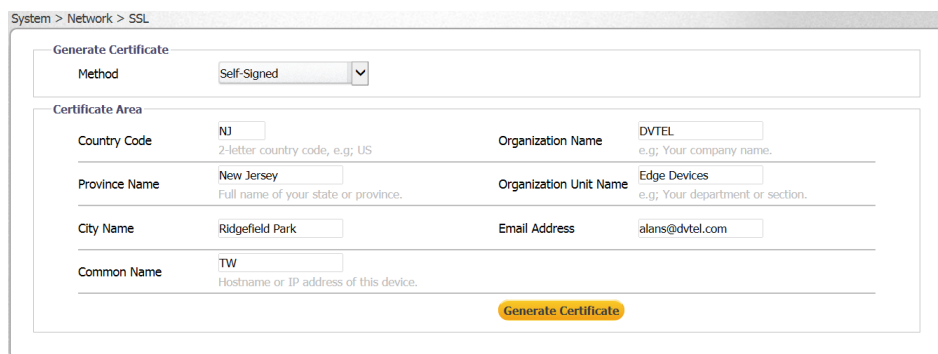 System > Network > SSL
Generate Certificate
Method Self-Signed
Certificate Area
Country Code NJ Organization Name DVTEL
2-letter country code, e.g; US e.g; Your company name.
Province Name New Jersey Organization Unit Name Edge Devices
Full name of your state or province. e.g; Your department or section.
City Name Ridgefield Park Email Address alans@dvtel.com
Common Name TW
Hostname or IP address of this device.
Generate Certificate